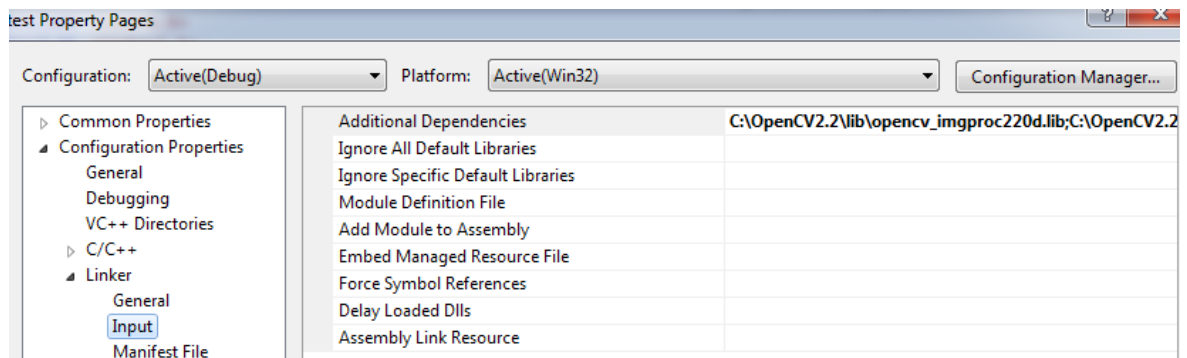 test Property Pages
Configuration: Active(Debug) Platform: Active(Win32) Configuration Manager...
Common Properties
Configuration Properties
General
Debugging
VC++ Directories
C/C++
Linker
General
Input
Manifest File
Additional Dependencies C:\OpenCV2.2\lib\opencv_imgproc220d.lib;C:\OpenCV2.2
Ignore All Default Libraries
Ignore Specific Default Libraries
Module Definition File
Add Module to Assembly
Embed Managed Resource File
Force Symbol References
Delay Loaded Dlls
Assembly Link Resource